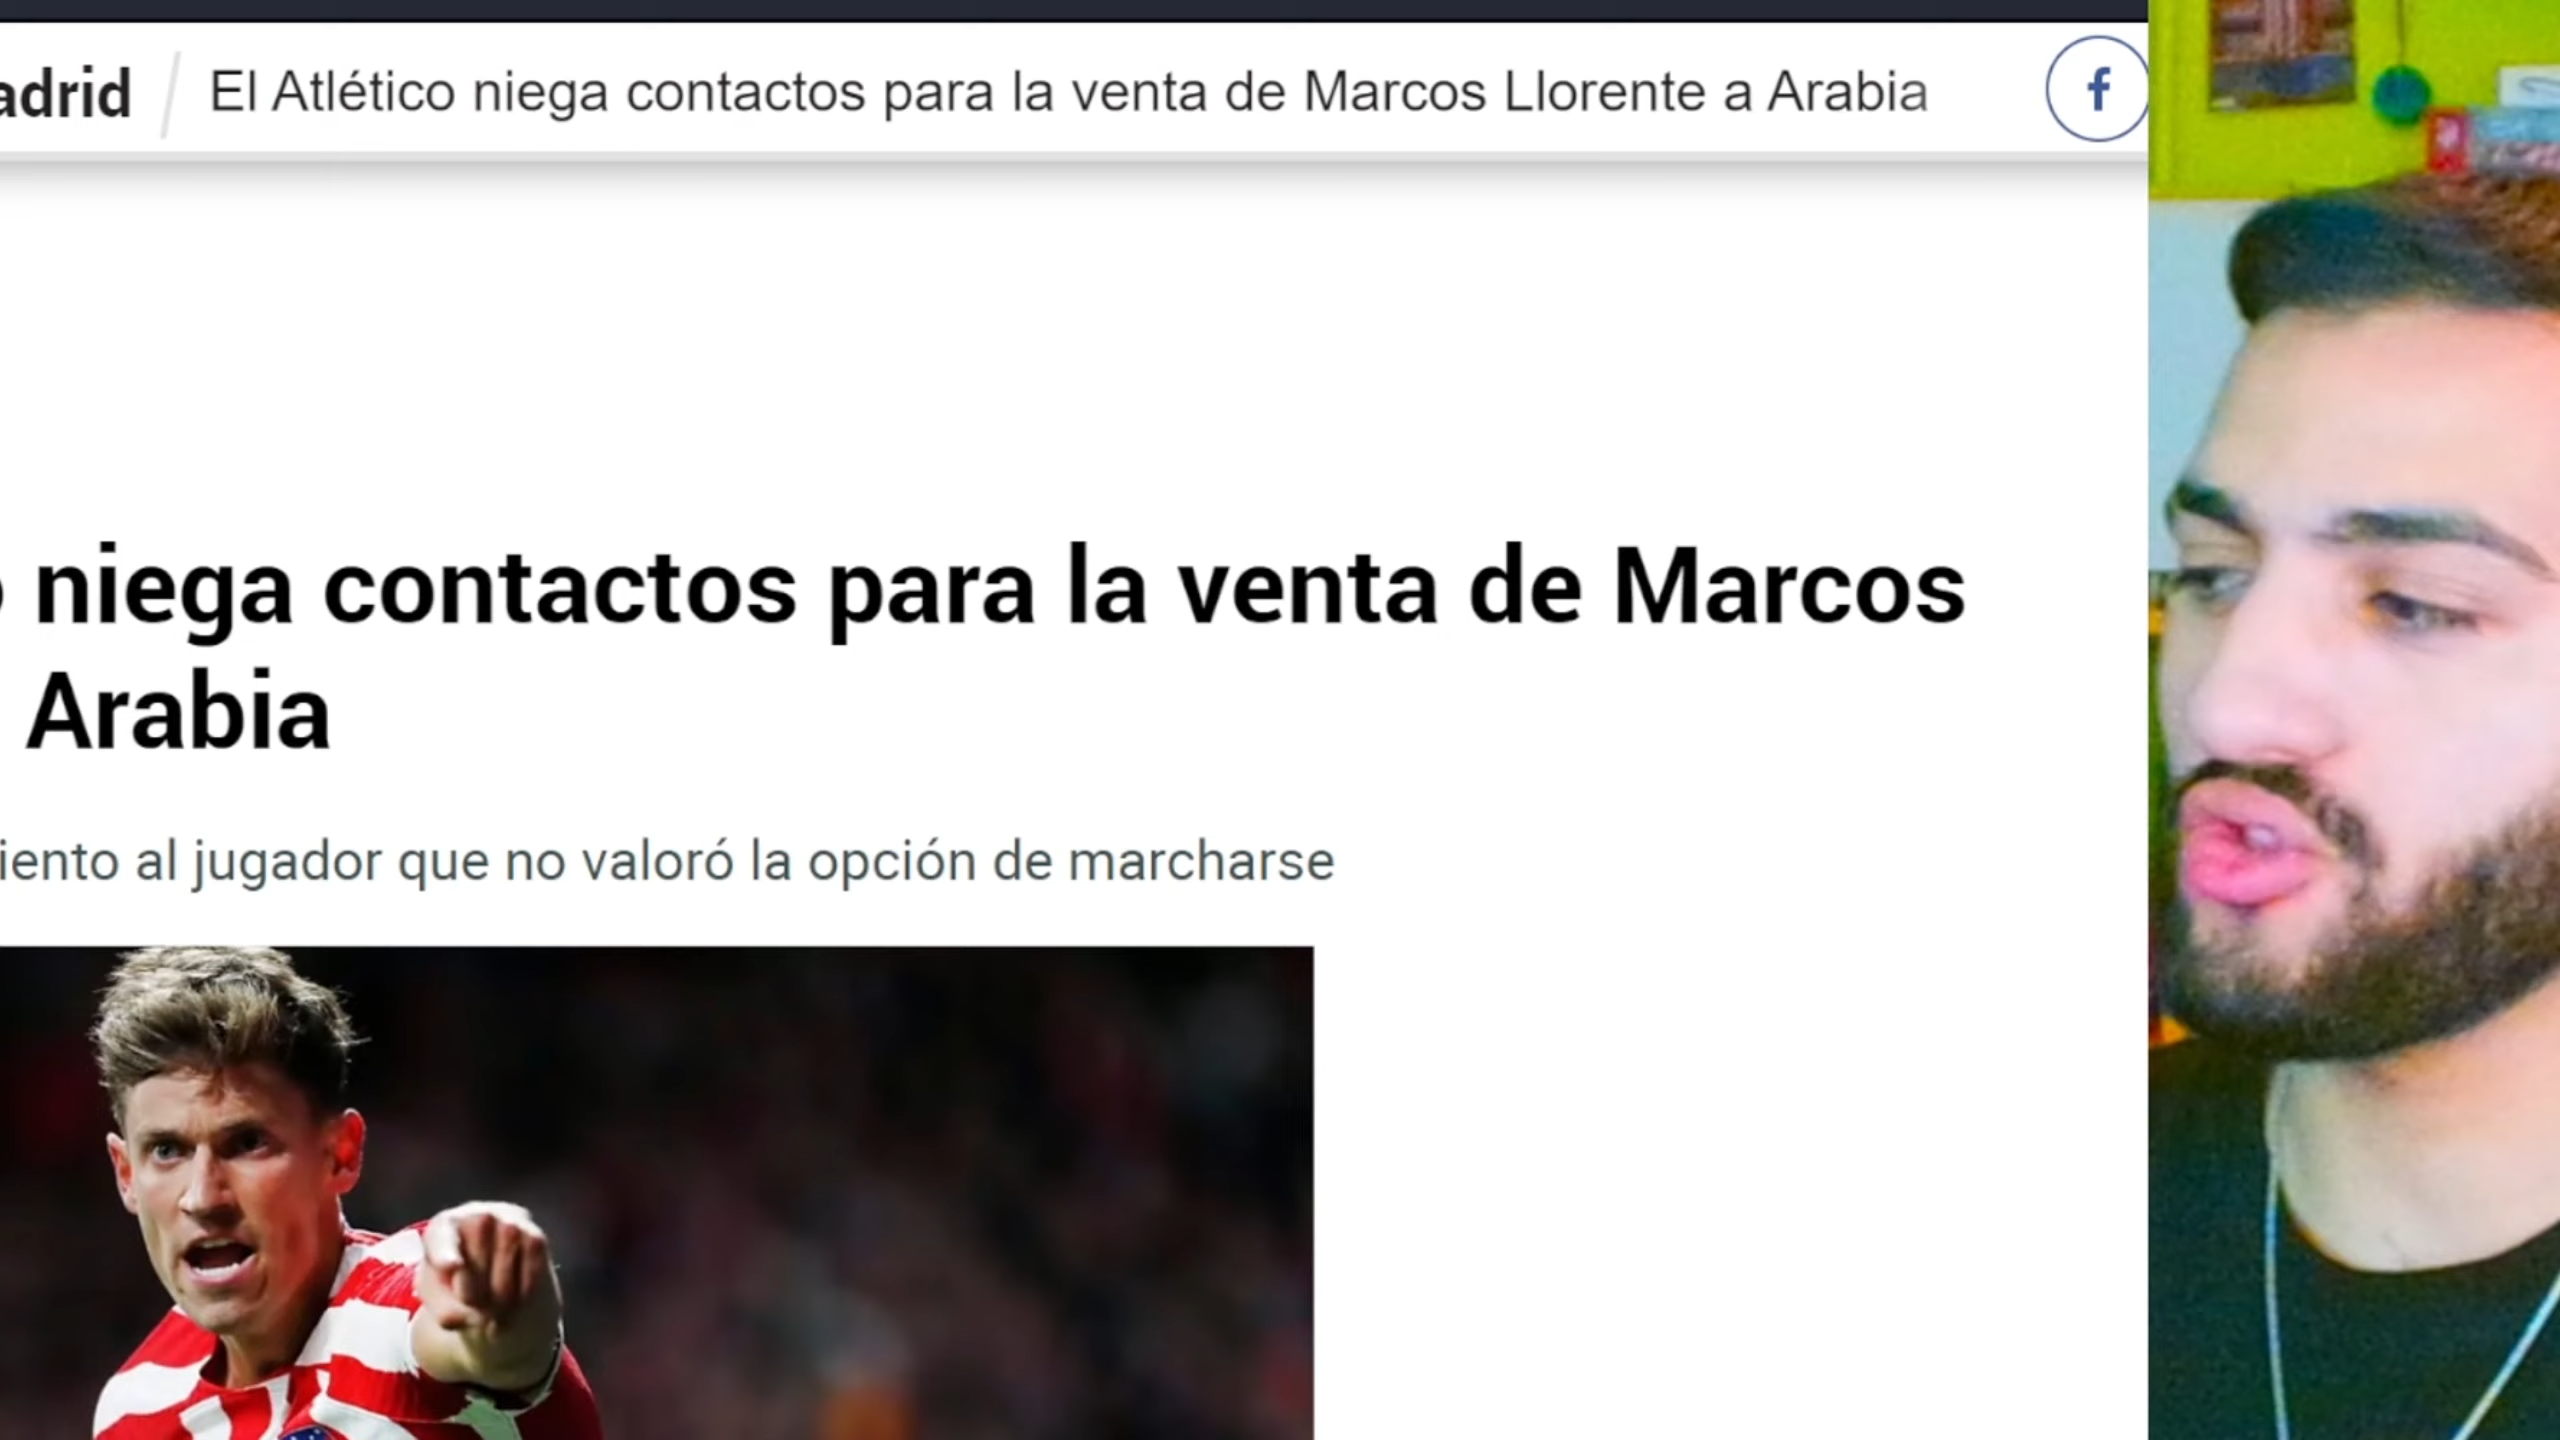 adrid / El Atlético niega contactos para la venta de Marcos Llorente a Arabia f
niega contactos para la venta de Marcos
Arabia
iento al jugador que no valoró la opción de marcharse